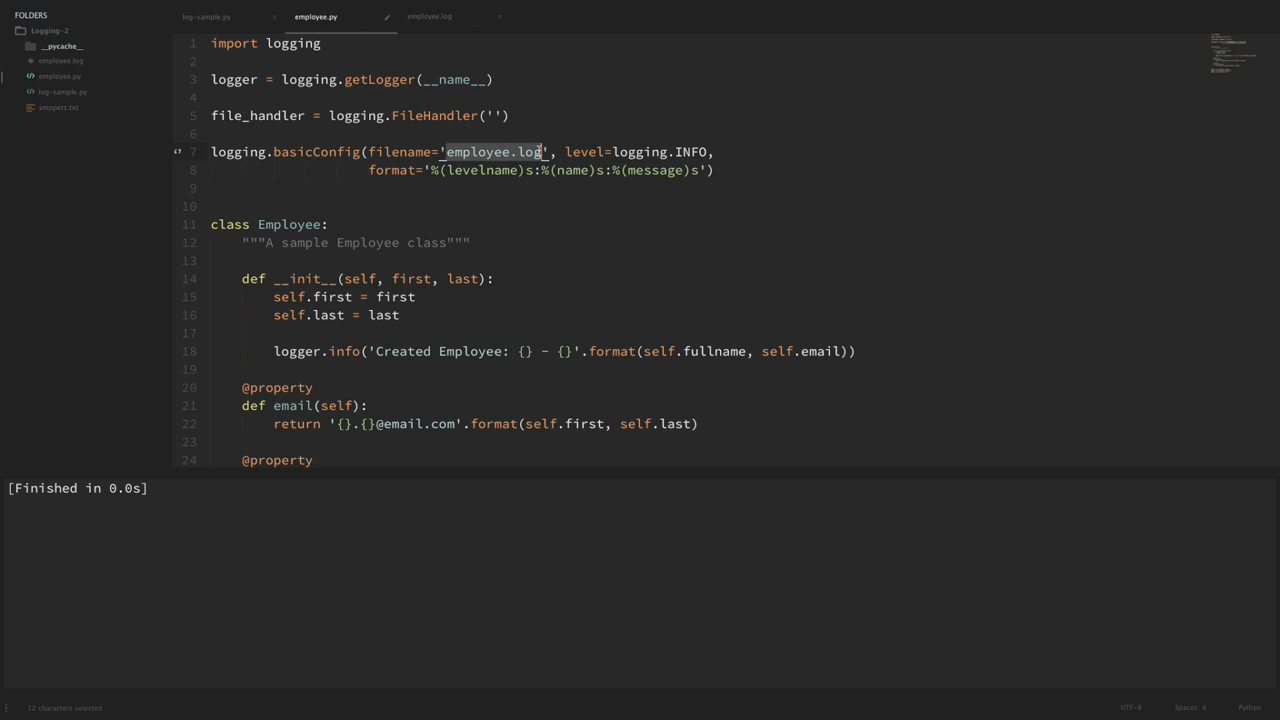 FOLDERS
Logging-2
__pycache__
employee.log
employee.py
log-sample.py
snippets.txt
log-sample.py × employee.py employee.log ×
1 import logging
2
3 logger = logging.getLogger(__name__)
4
5 file_handler = logging.FileHandler('')
6
7 logging.basicConfig(filename='employee.log', level=logging.INFO,
8 format='%(levelname)s:%(name)s:%(message)s')
9
10
11 class Employee:
12 """A sample Employee class"""
13
14 def __init__(self, first, last):
15 self.first = first
16 self.last = last
17
18 logger.info('Created Employee: {} - {}'.format(self.fullname, self.email))
19
20 @property
21 def email(self):
22 return '{}.{}@email.com'.format(self.first, self.last)
23
24 @property
[Finished in 0.0s]
12 characters selected UTF-8 Spaces: 4 Python